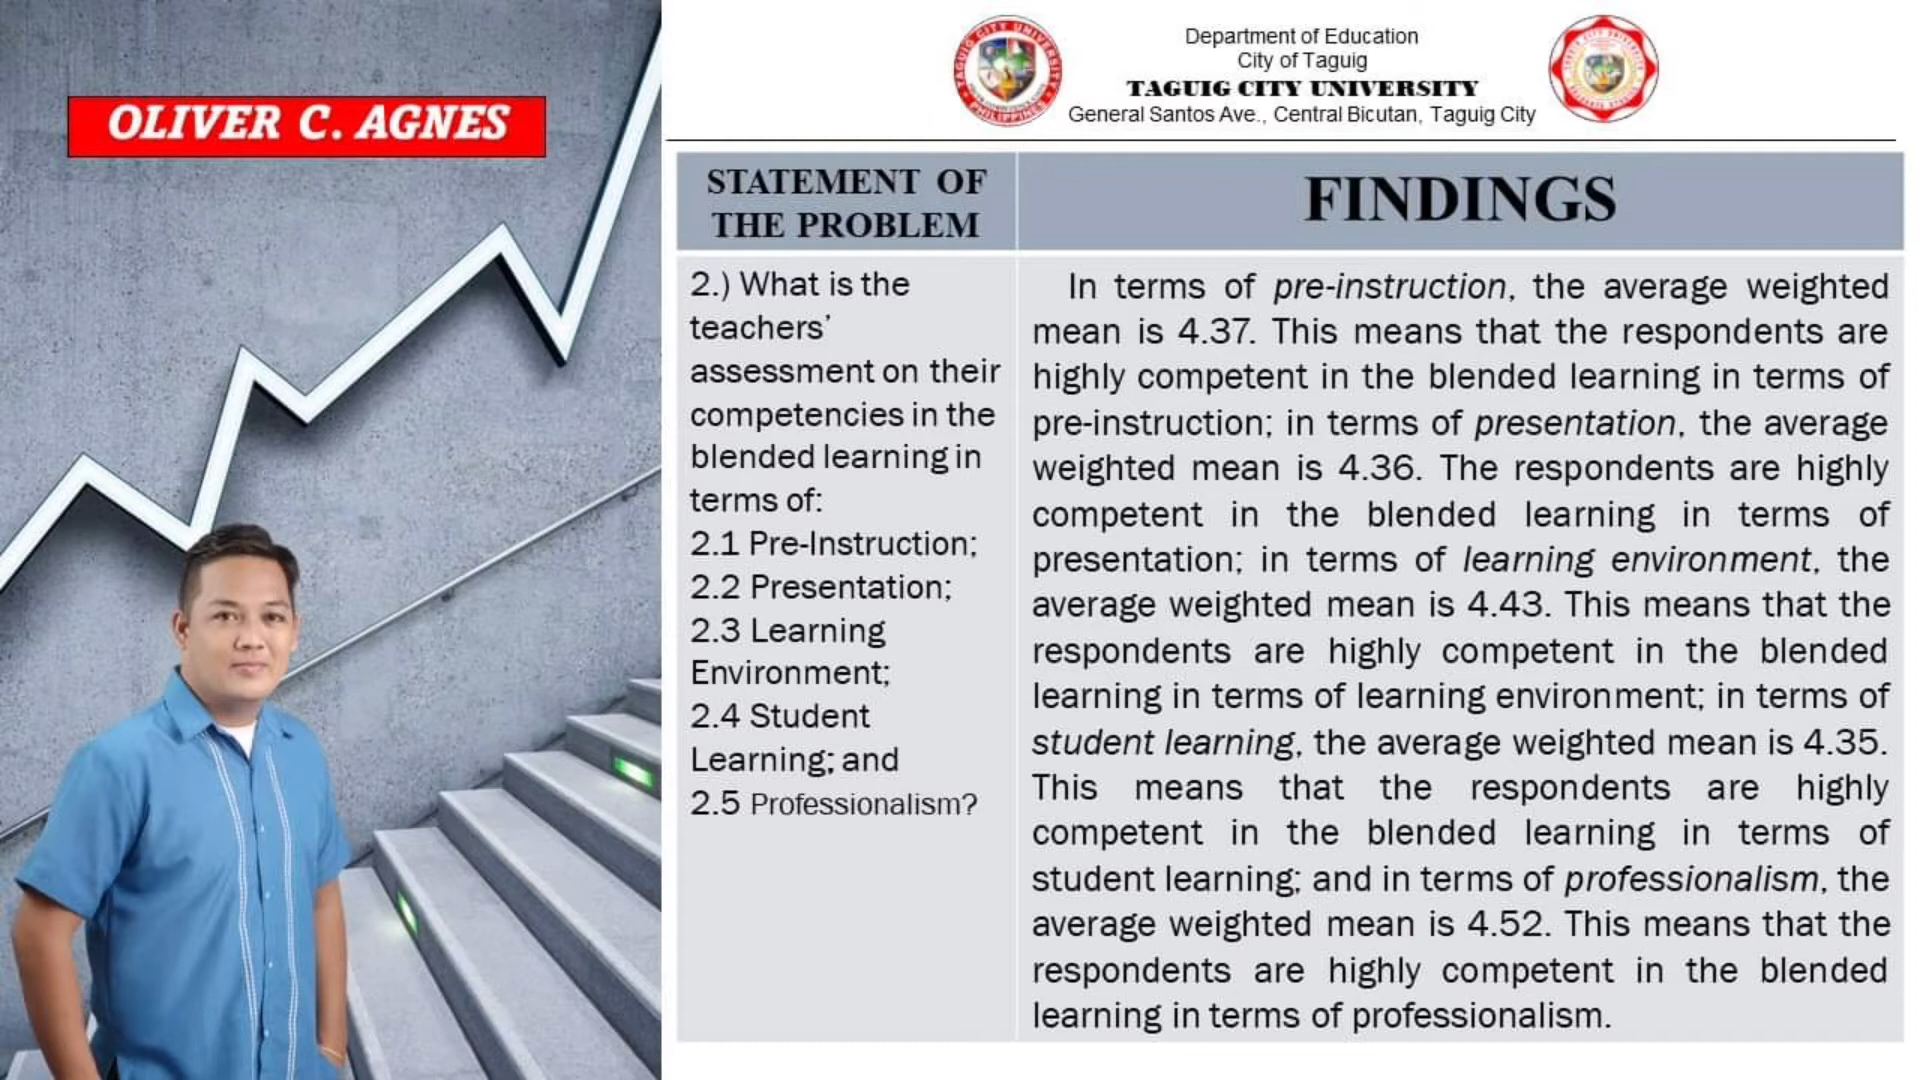 OLIVER C. AGNES
Department of Education
City of Taguig
TAGUIG CITY UNIVERSITY
General Santos Ave., Central Bicutan, Taguig City
TAGUIG CITY UNIVERSITY
PHILIPPINES
STATEMENT OF
THE PROBLEM
FINDINGS
2.) What is the
teachers’
assessment on their
competencies in the
blended learning in
terms of:
2.1 Pre-Instruction;
2.2 Presentation;
2.3 Learning
Environment;
2.4 Student
Learning; and
2.5 Professionalism?
In terms of pre-instruction, the average weighted
mean is 4.37. This means that the respondents are
highly competent in the blended learning in terms of
pre-instruction; in terms of presentation, the average
weighted mean is 4.36. The respondents are highly
competent in the blended learning in terms of
presentation; in terms of learning environment, the
average weighted mean is 4.43. This means that the
respondents are highly competent in the blended
learning in terms of learning environment; in terms of
student learning, the average weighted mean is 4.35.
This means that the respondents are highly
competent in the blended learning in terms of
student learning; and in terms of professionalism, the
average weighted mean is 4.52. This means that the
respondents are highly competent in the blended
learning in terms of professionalism.